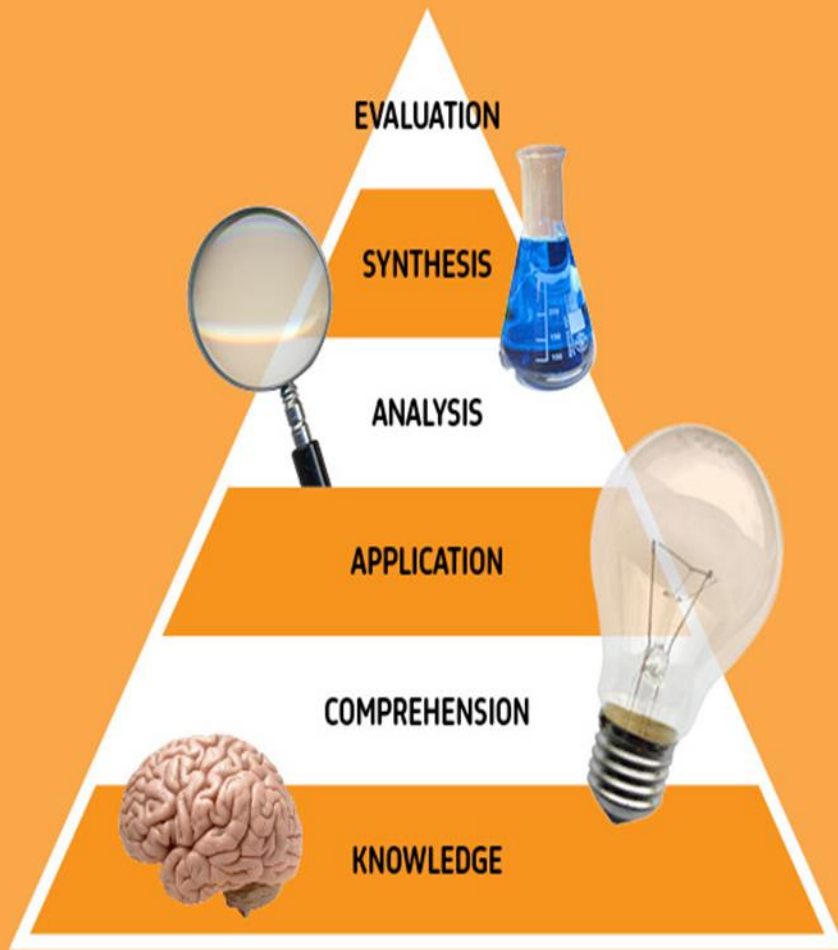 EVALUATION
SYNTHESIS
ANALYSIS
APPLICATION
COMPREHENSION
KNOWLEDGE